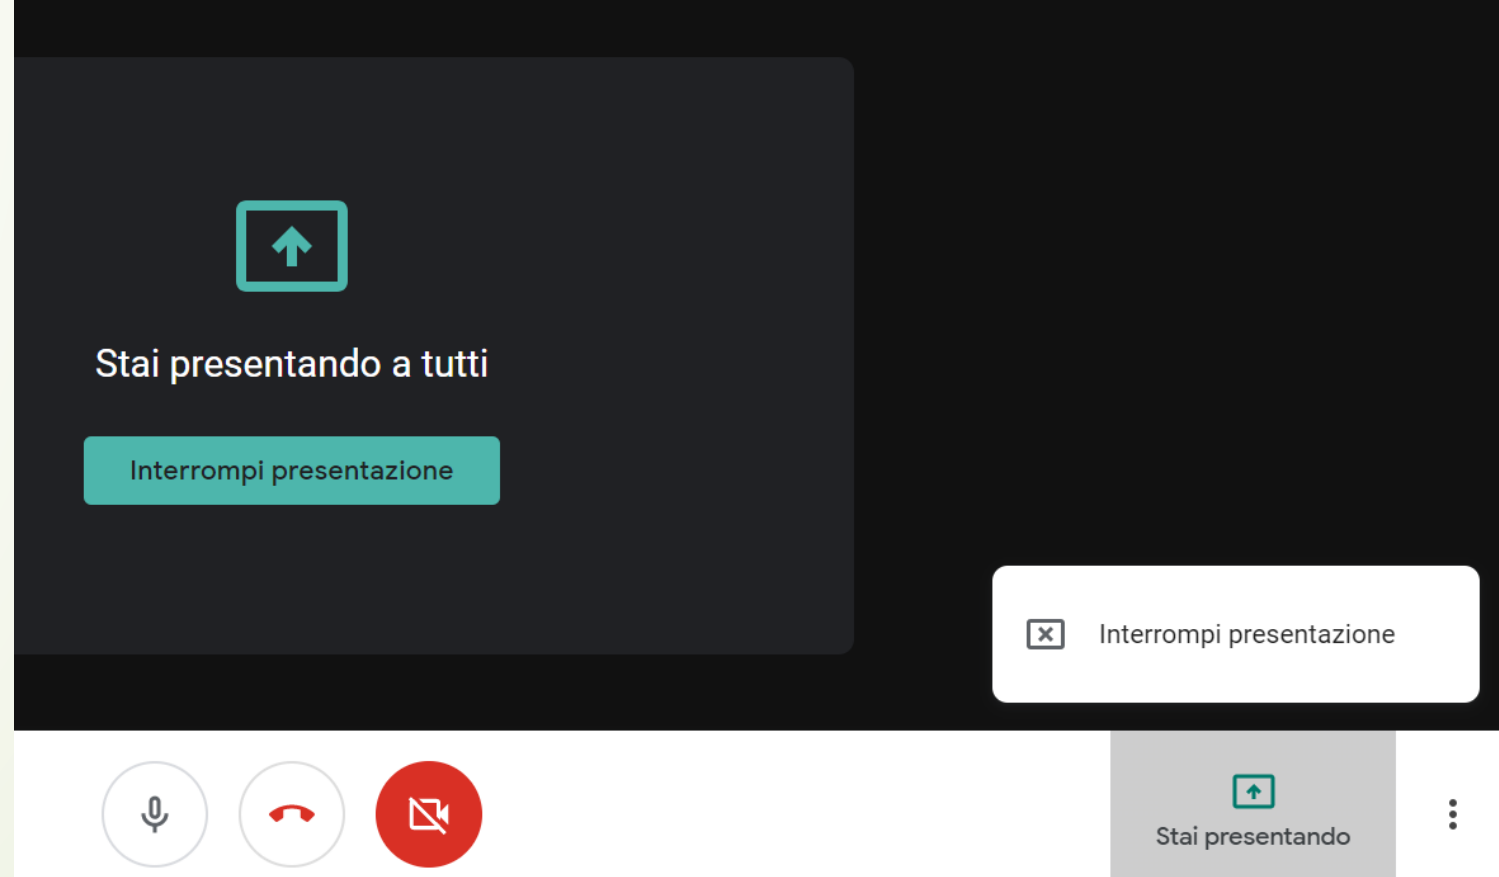 Stai presentando a tutti
Interrompi presentazione
Interrompi presentazione
Stai presentando